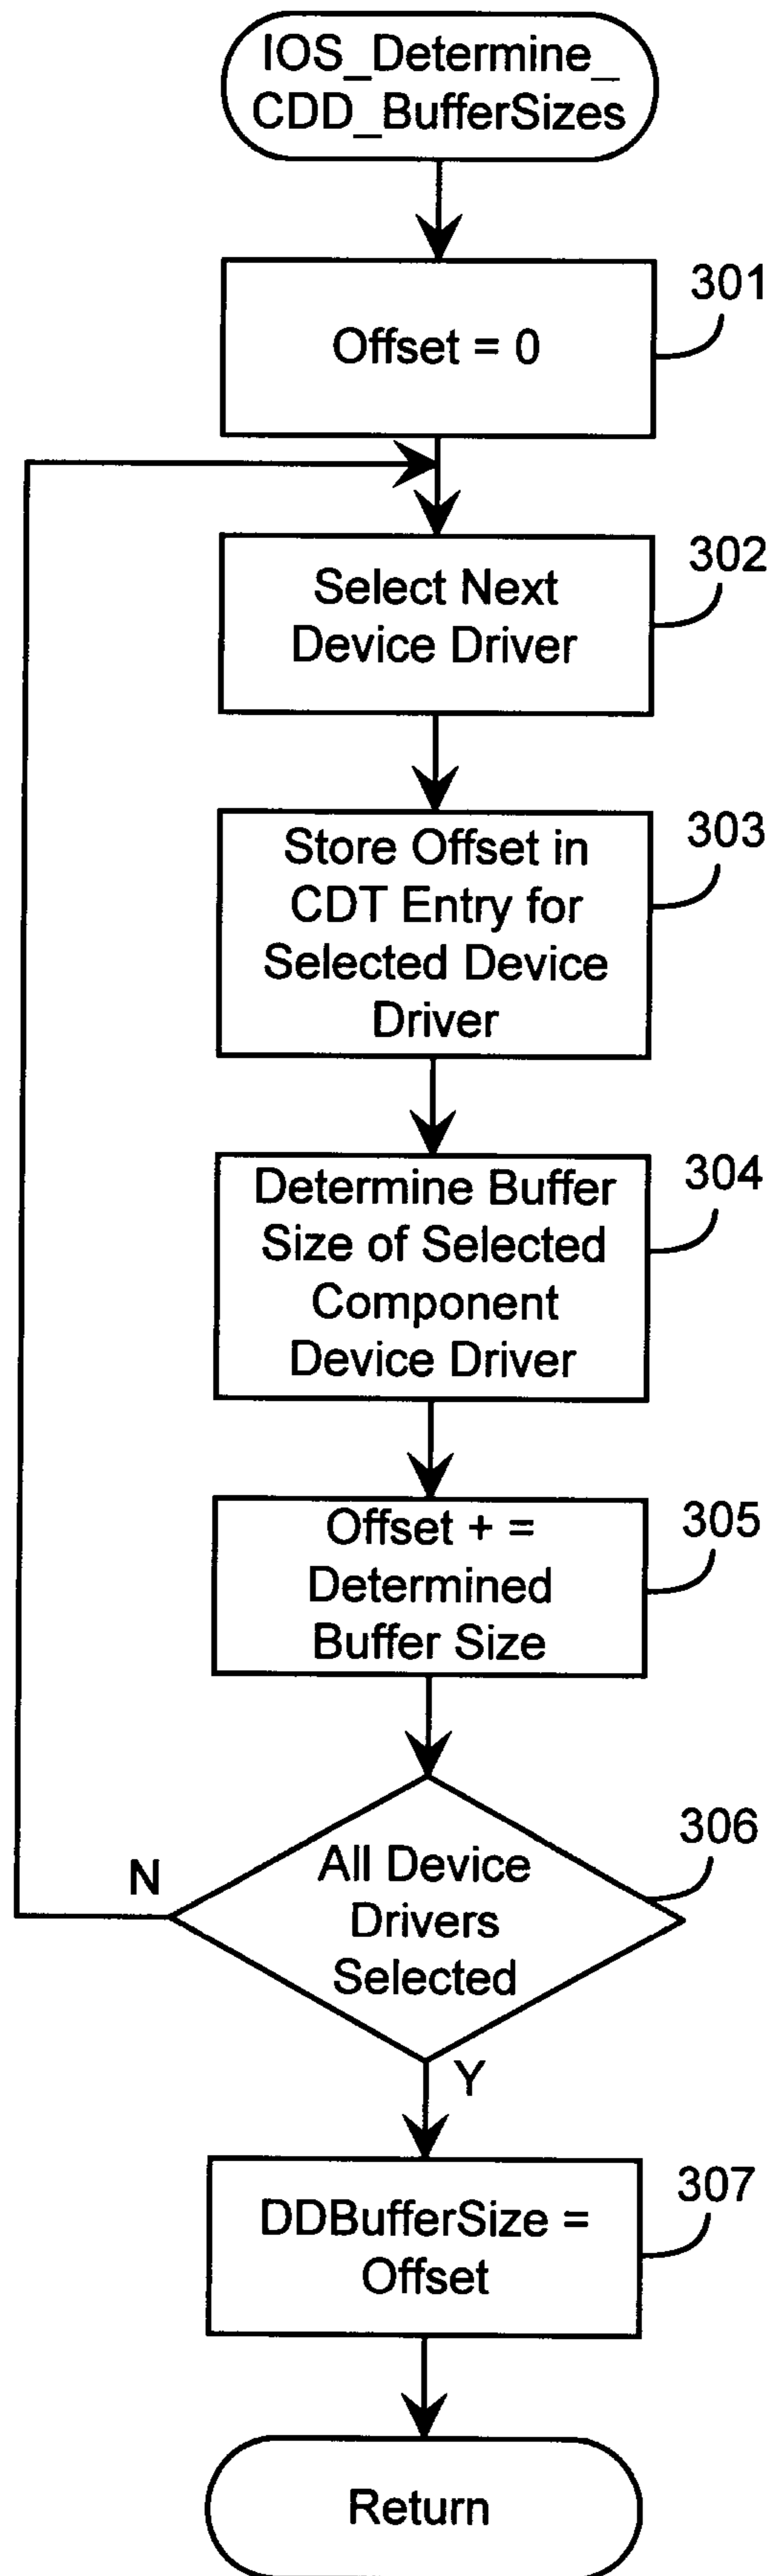 IOS_Determine_
CDD_BufferSizes
301
Offset = 0
302
Select Next
Device Driver
303
Store Offset in
CDT Entry for
Selected Device
Driver
304
Determine Buffer
Size of Selected
Component
Device Driver
305
Offset + =
Determined
Buffer Size
306
N
All Device
Drivers
Selected
Y
307
DDBufferSize =
Offset
Return